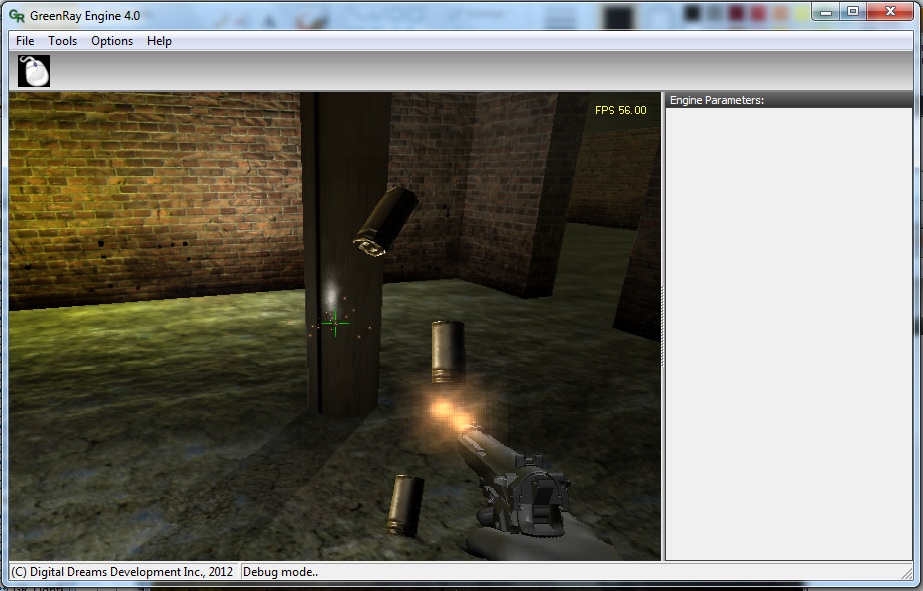 GR GreenRay Engine 4.0
File Tools Options Help
FPS 56.00
Engine Parameters:
(C) Digital Dreams Development Inc., 2012
Debug mode..